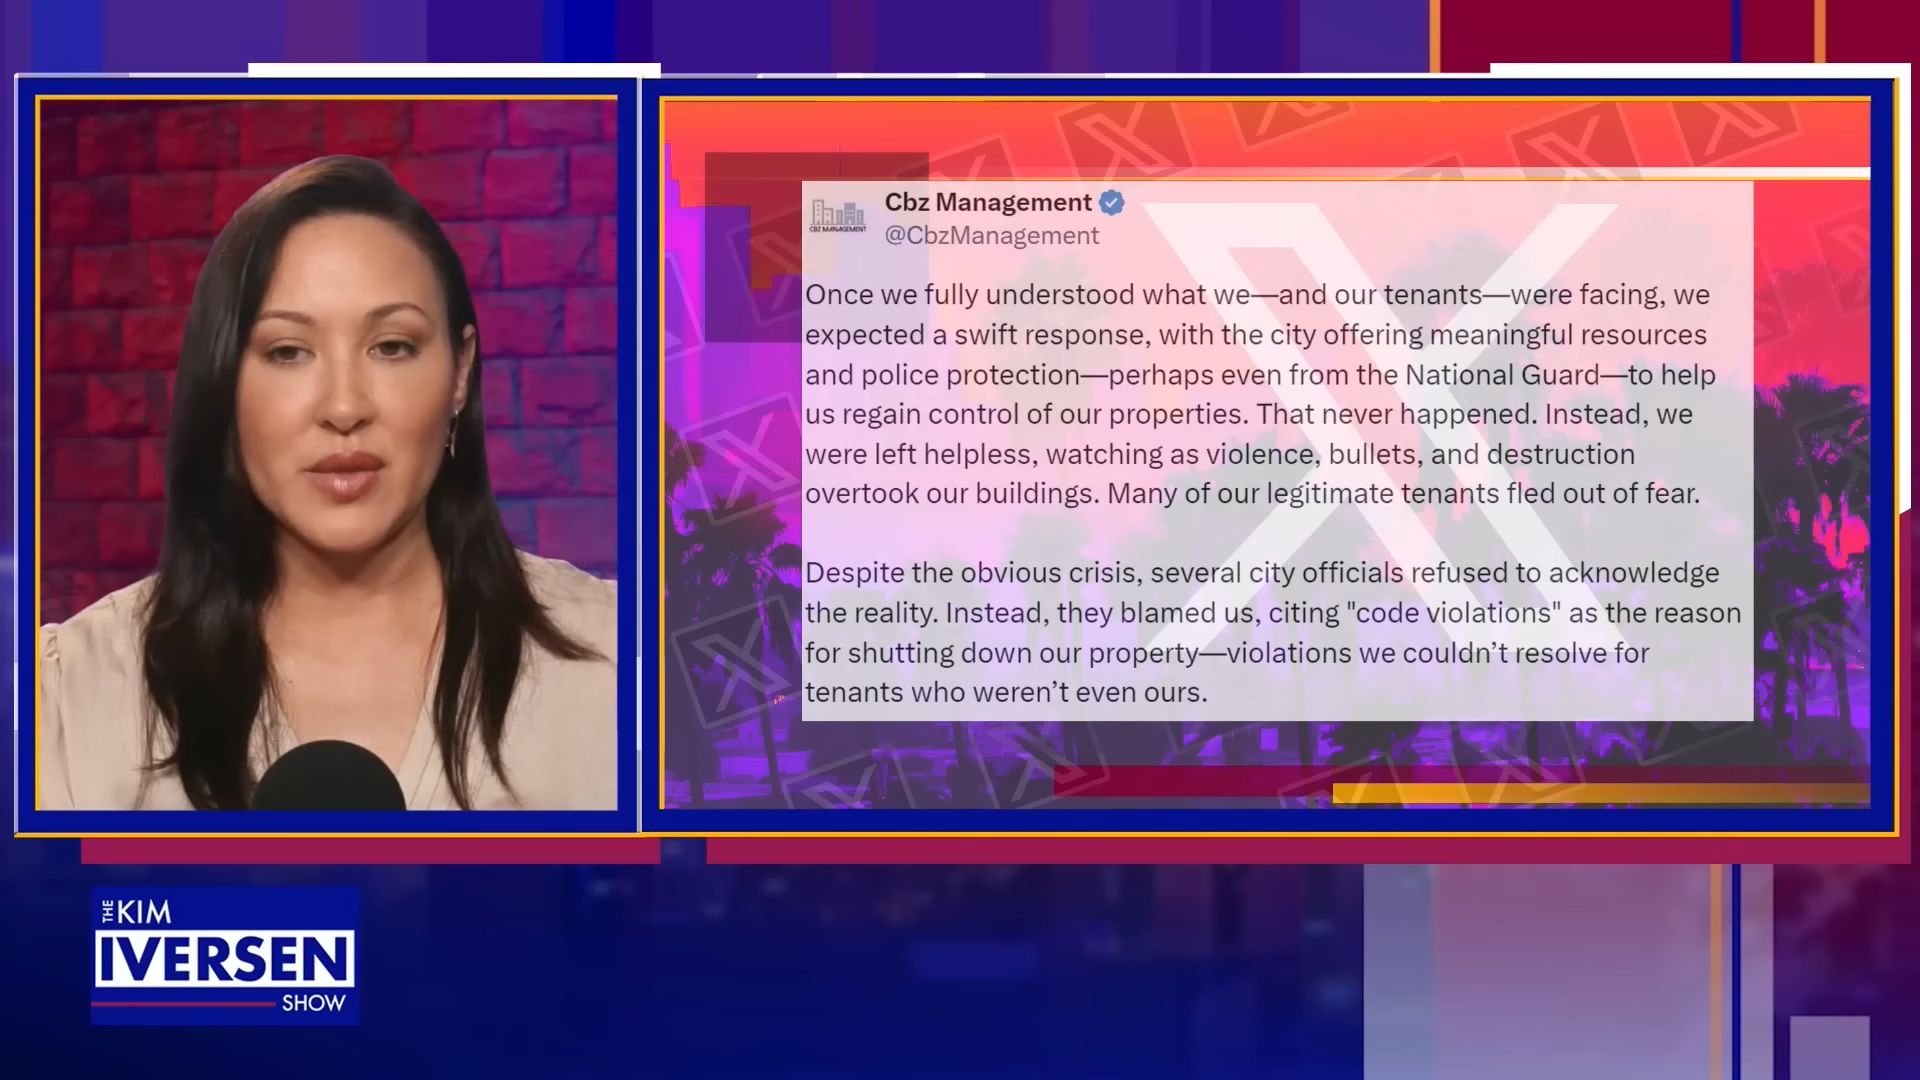 Cbz Management
@CbzManagement
CBZ MANAGEMENT
Once we fully understood what we—and our tenants—were facing, we
expected a swift response, with the city offering meaningful resources
and police protection—perhaps even from the National Guard—to help
us regain control of our properties. That never happened. Instead, we
were left helpless, watching as violence, bullets, and destruction
overtook our buildings. Many of our legitimate tenants fled out of fear.
Despite the obvious crisis, several city officials refused to acknowledge
the reality. Instead, they blamed us, citing "code violations" as the reason
for shutting down our property—violations we couldn’t resolve for
tenants who weren’t even ours.
THE KIM
IVERSEN
SHOW